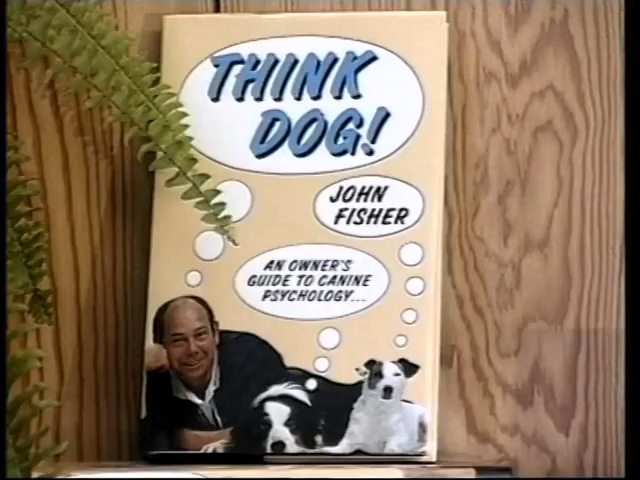 THINK
DOG!
JOHN
FISHER
AN OWNER'S
GUIDE TO CANINE
PSYCHOLOGY...